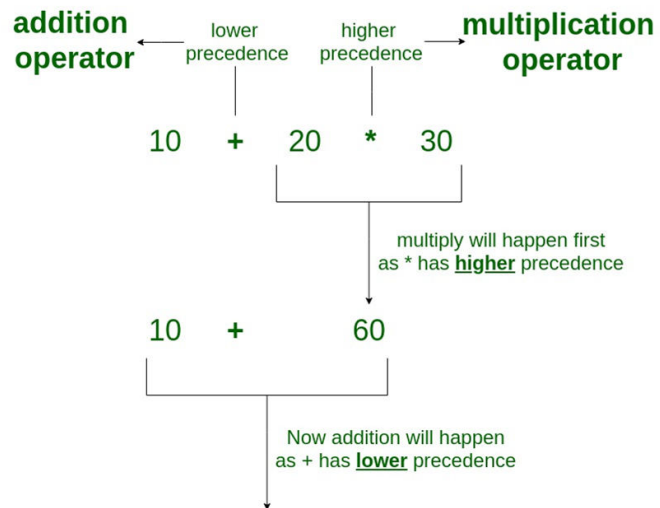 addition
operator
lower
precedence
higher
precedence
multiplication
operator
10 + 20 * 30
multiply will happen first
as * has higher precedence
10 + 60
Now addition will happen
as + has lower precedence